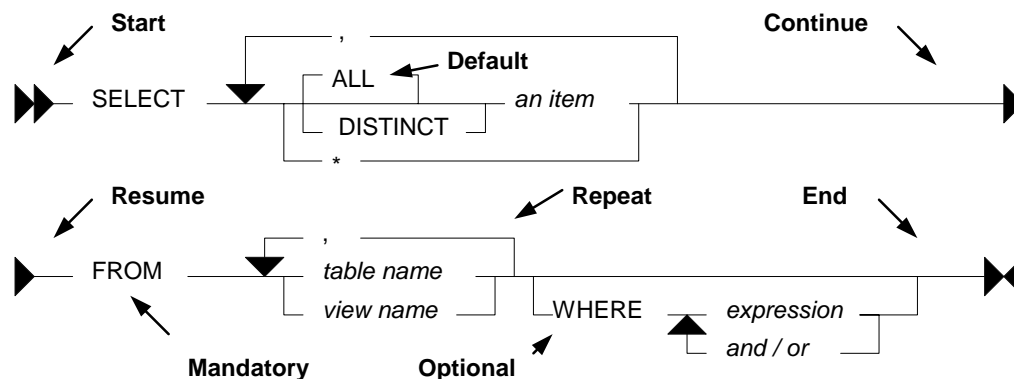 Start
Continue
,
ALL
Default
SELECT
an item
DISTINCT
*
Resume
Repeat
End
,
FROM
table name
view name
WHERE
expression
and / or
Mandatory
Optional